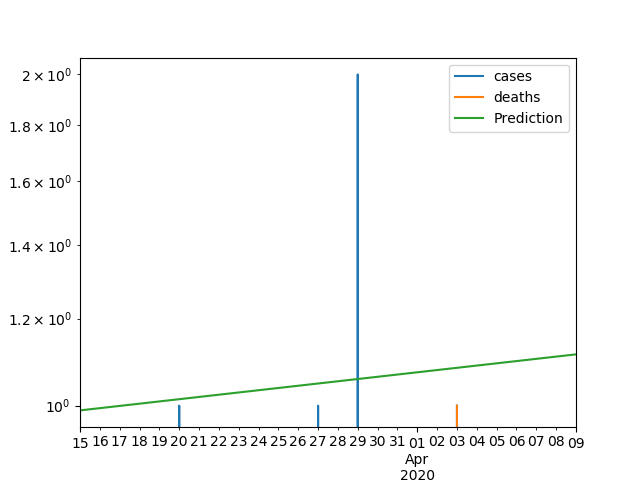 cases
deaths
Prediction
2 × 10⁰
1.8 × 10⁰
1.6 × 10⁰
1.4 × 10⁰
1.2 × 10⁰
10⁰
15 16 17 18 19 20 21 22 23 24 25 26 27 28 29 30 31 01 02 03 04 05 06 07 08 09
Apr
2020